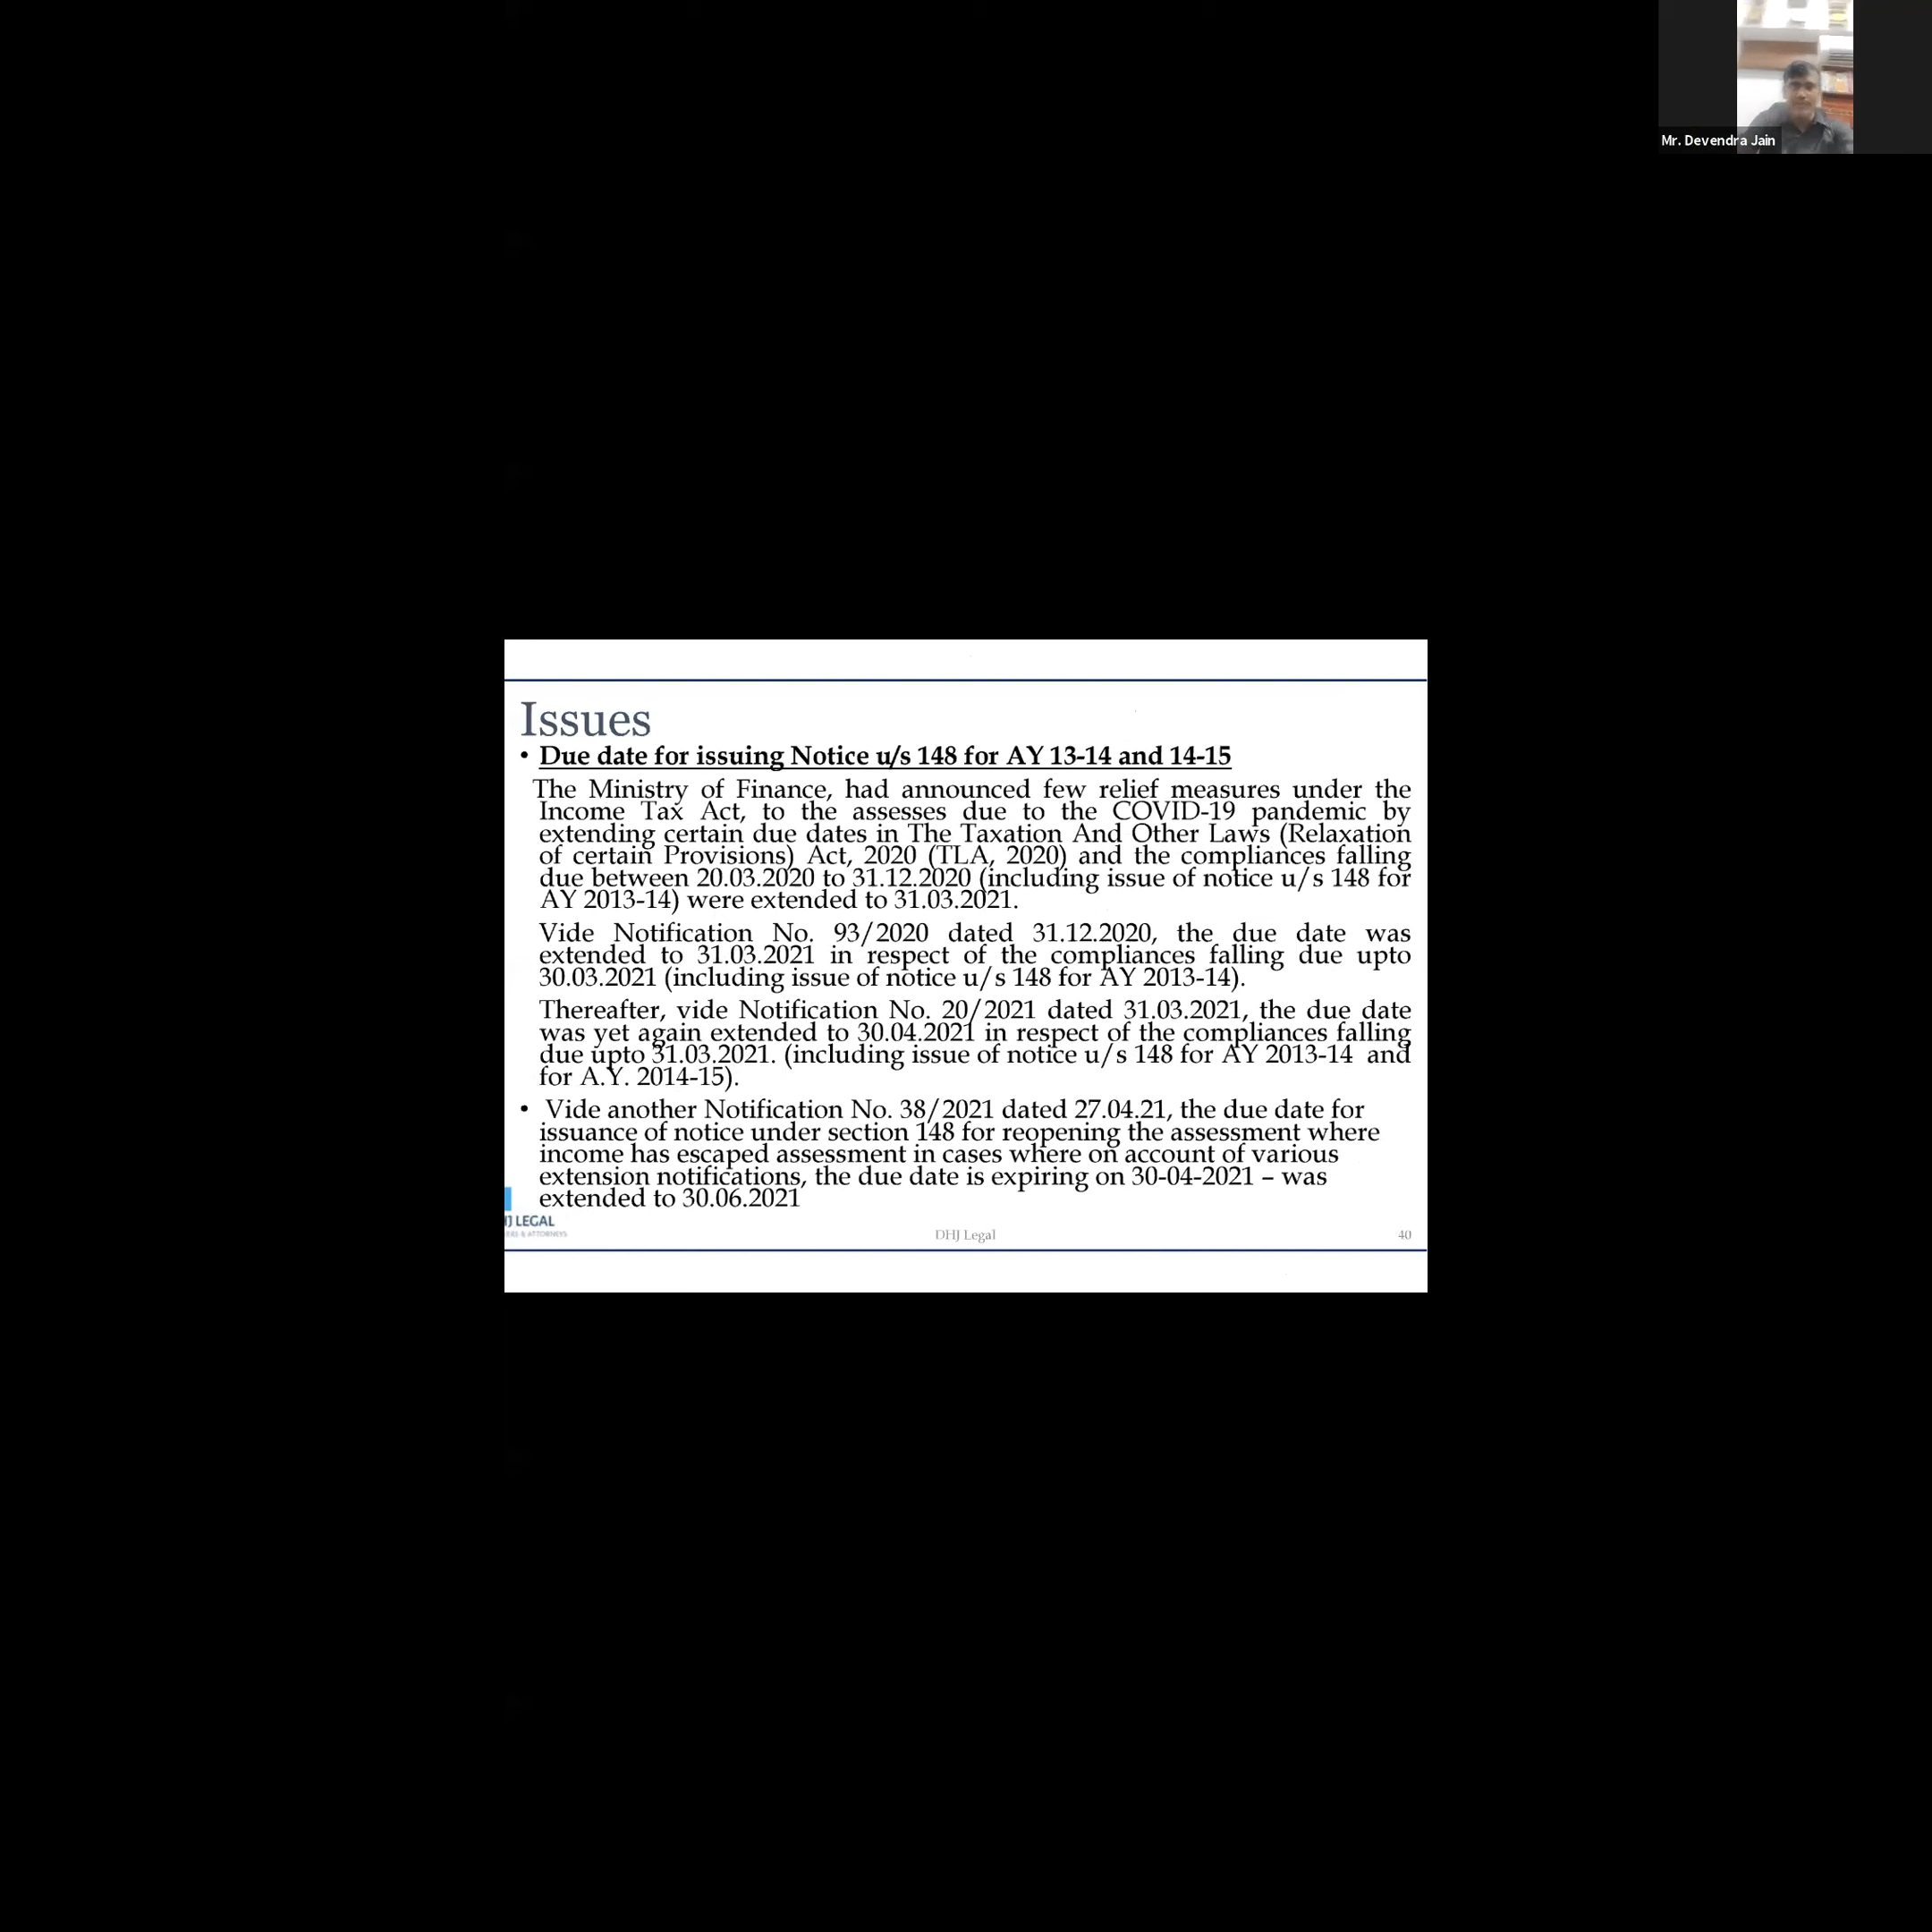 Mr. Devendra Jain
Issues
• Due date for issuing Notice u/s 148 for AY 13-14 and 14-15
The Ministry of Finance, had announced few relief measures under the
Income Tax Act, to the assesses due to the COVID-19 pandemic by
extending certain due dates in The Taxation And Other Laws (Relaxation
of certain Provisions) Act, 2020 (TLA, 2020) and the compliances falling
due between 20.03.2020 to 31.12.2020 (including issue of notice u/s 148 for
AY 2013-14) were extended to 31.03.2021.
Vide Notification No. 93/2020 dated 31.12.2020, the due date was
extended to 31.03.2021 in respect of the compliances falling due upto
30.03.2021 (including issue of notice u/s 148 for AY 2013-14).
Thereafter, vide Notification No. 20/2021 dated 31.03.2021, the due date
was yet again extended to 30.04.2021 in respect of the compliances falling
due upto 31.03.2021. (including issue of notice u/s 148 for AY 2013-14 and
for A.Y. 2014-15).
• Vide another Notification No. 38/2021 dated 27.04.21, the due date for
issuance of notice under section 148 for reopening the assessment where
income has escaped assessment in cases where on account of various
extension notifications, the due date is expiring on 30-04-2021 – was
extended to 30.06.2021
LEGAL
& ATTORNEYS
DHJ Legal
40